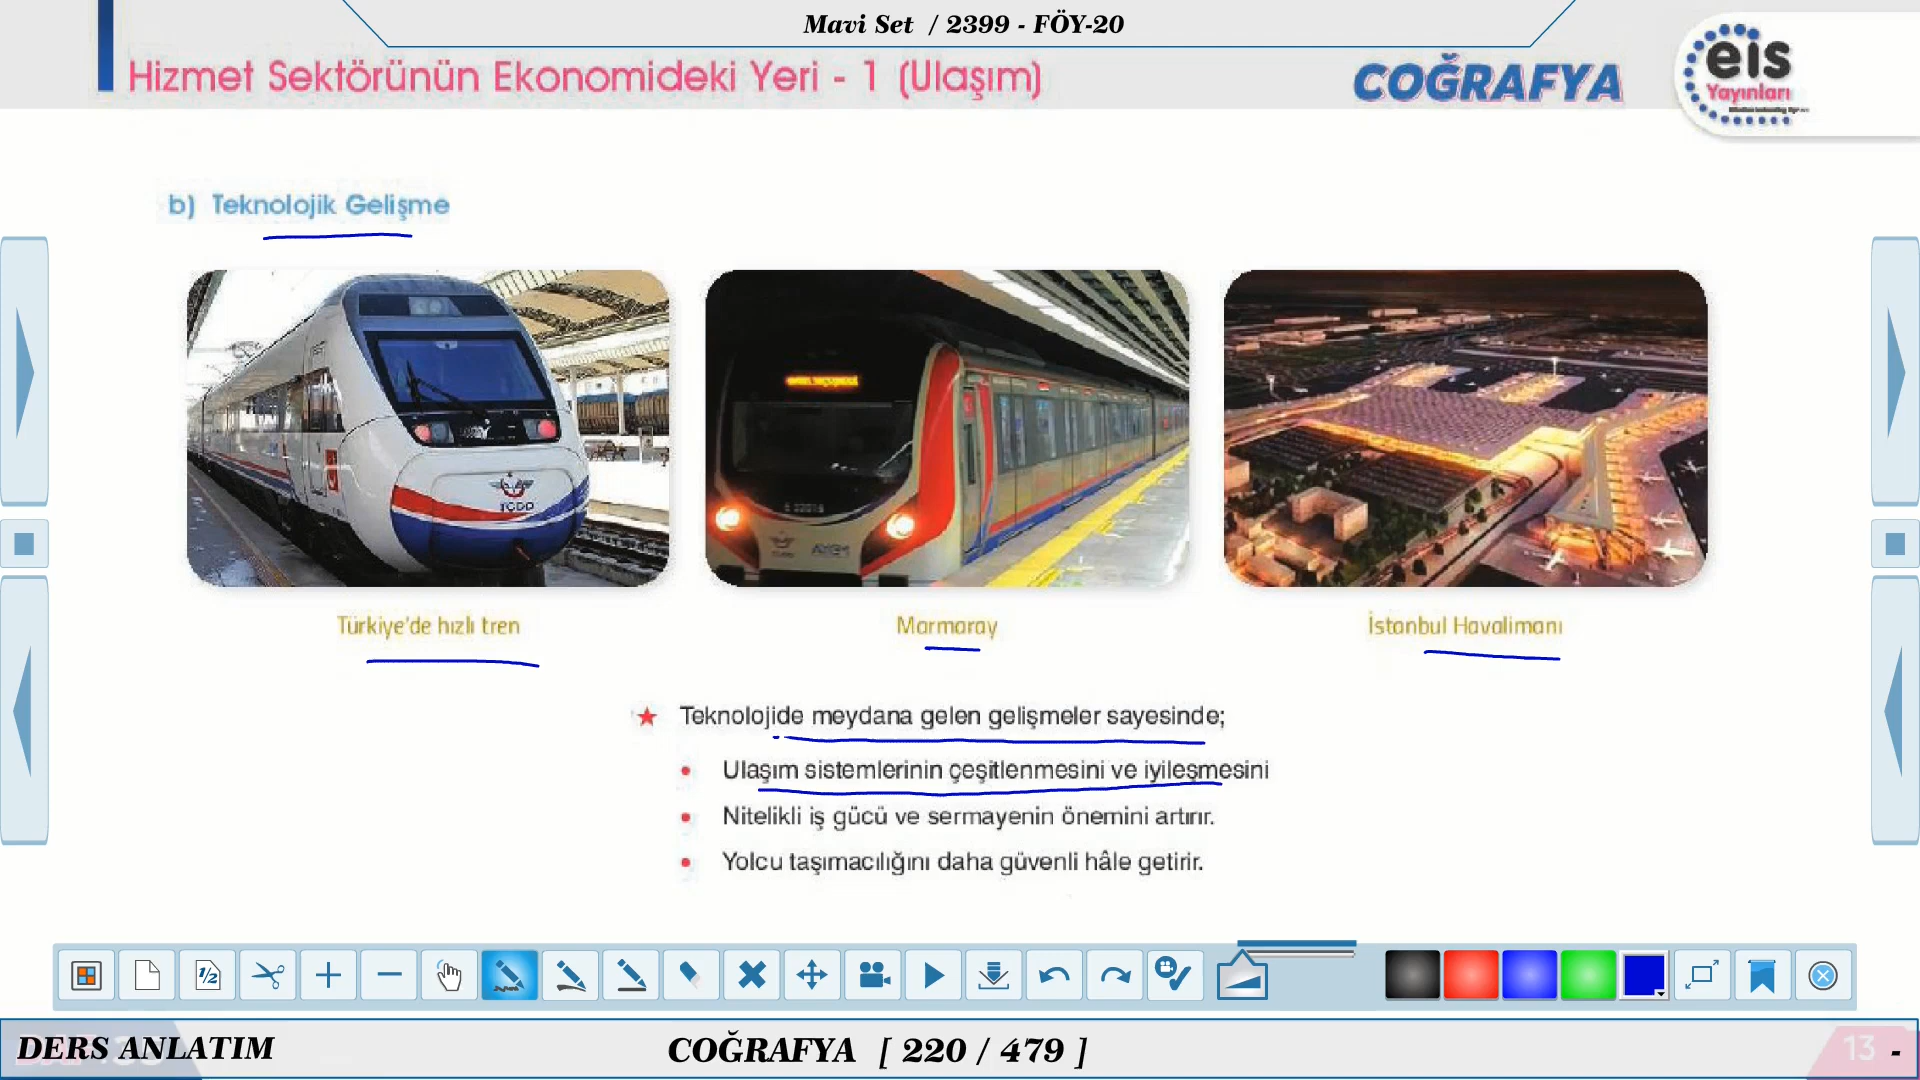 Mavi Set / 2399 - FÖY-20
Hizmet Sektörünün Ekonomideki Yeri - 1 (Ulaşım)
COĞRAFYA
eis
Yayınları
b) Teknolojik Gelişme
TCDD
Türkiye'de hızlı tren
Marmaray
İstanbul Havalimanı
★ Teknolojide meydana gelen gelişmeler sayesinde;
• Ulaşım sistemlerinin çeşitlenmesini ve iyileşmesini
• Nitelikli iş gücü ve sermayenin önemini artırır.
• Yolcu taşımacılığını daha güvenli hâle getirir.
1/2
DERS ANLATIM
COĞRAFYA [ 220 / 479 ]
13 -